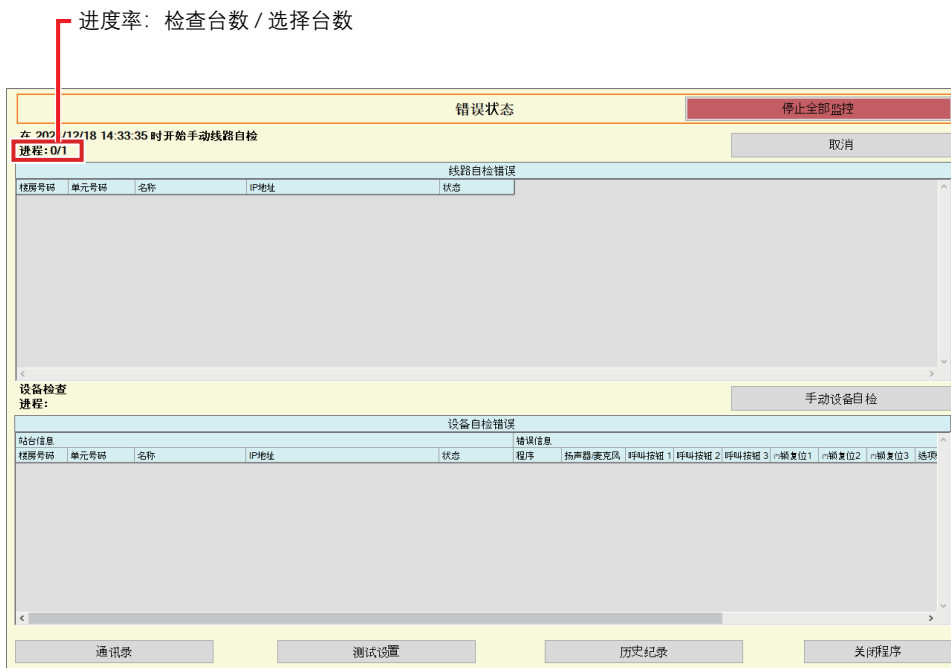 进度率：检查台数 / 选择台数
错误状态
停止全部监控
在 202 /12/18 14:33:35 时开始手动线路自检
进程: 0/1
取消
线路自检错误
楼房号码 单元号码 名称 IP地址 状态
设备检查
进程:
手动设备自检
设备自检错误
站台信息 错误信息
楼房号码 单元号码 名称 IP地址 状态 程序 扬声器/麦克风 呼叫按钮 1 呼叫按钮 2 呼叫按钮 3 门锁复位1 门锁复位2 门锁复位3 选项
通讯录 测试设置 历史纪录 关闭程序